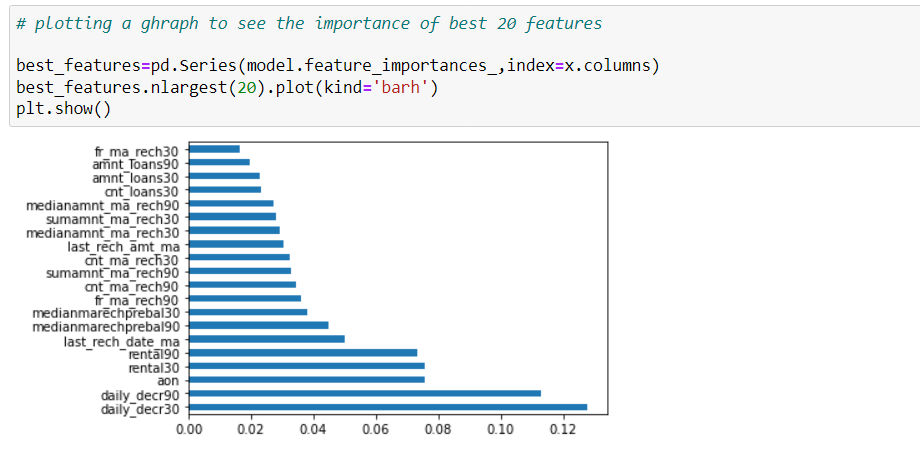 # plotting a ghraph to see the importance of best 20 features
best_features=pd.Series(model.feature_importances_,index=x.columns)
best_features.nlargest(20).plot(kind='barh')
plt.show()
fr_ma_rech30
amnt_loans90
amnt_loans30
cnt_loans30
medianamnt_ma_rech90
sumamnt_ma_rech30
medianamnt_ma_rech30
last_rech_amt_ma
cnt_ma_rech30
sumamnt_ma_rech90
cnt_ma_rech90
fr_ma_rech90
medianmarechprebal30
medianmarechprebal90
last_rech_date_ma
rental90
rental30
aon
daily_decr90
daily_decr30
0.00 0.02 0.04 0.06 0.08 0.10 0.12